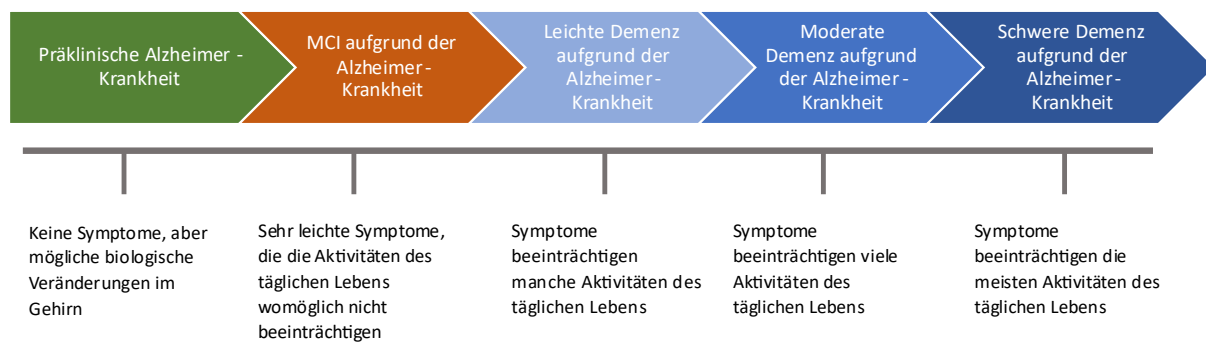 Präklinische Alzheimer -
Krankheit
MCI aufgrund der
Alzheimer-
Krankheit
Leichte Demenz
aufgrund der
Alzheimer-
Krankheit
Moderate
Demenz aufgrund
der Alzheimer-
Krankheit
Schwere Demenz
aufgrund der
Alzheimer-
Krankheit
Keine Symptome, aber
mögliche biologische
Veränderungen im
Gehirn
Sehr leichte Symptome,
die die Aktivitäten des
täglichen Lebens
womöglich nicht
beeinträchtigen
Symptome
beeinträchtigen
manche Aktivitäten des
täglichen Lebens
Symptome
beeinträchtigen viele
Aktivitäten des
täglichen Lebens
Symptome
beeinträchtigen die
meisten Aktivitäten des
täglichen Lebens